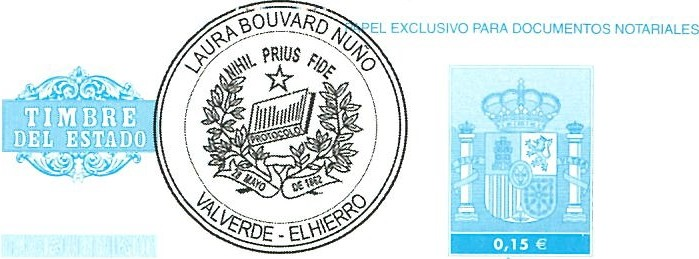 PAPEL EXCLUSIVO PARA DOCUMENTOS NOTARIALES
TIMBRE
DEL ESTADO
LAURA BOUVARD NUÑO
NIHIL PRIUS FIDE
PROTOCOLO
28 MAYO DE 1862
VALVERDE - ELHIERRO
0,15 €